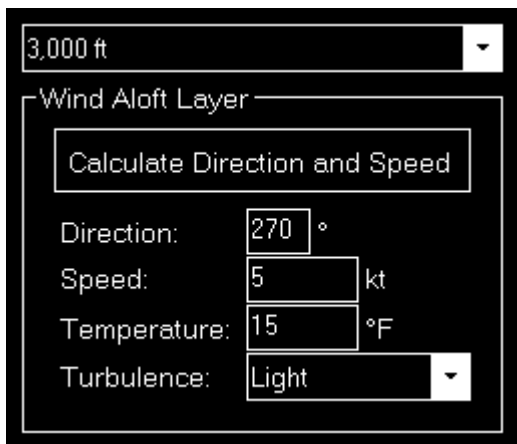 3,000 ft
Wind Aloft Layer
Calculate Direction and Speed
Direction: 270 °
Speed: 5 kt
Temperature: 15 °F
Turbulence: Light